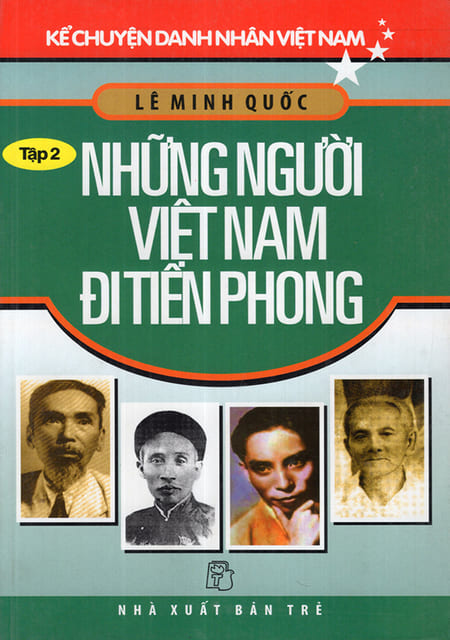 KỂ CHUYỆN DANH NHÂN VIỆT NAM
LÊ MINH QUỐC
Tập 2
NHỮNG NGƯỜI
VIỆT NAM
ĐI TIÊN PHONG
T
NHÀ XUẤT BẢN TRẺ